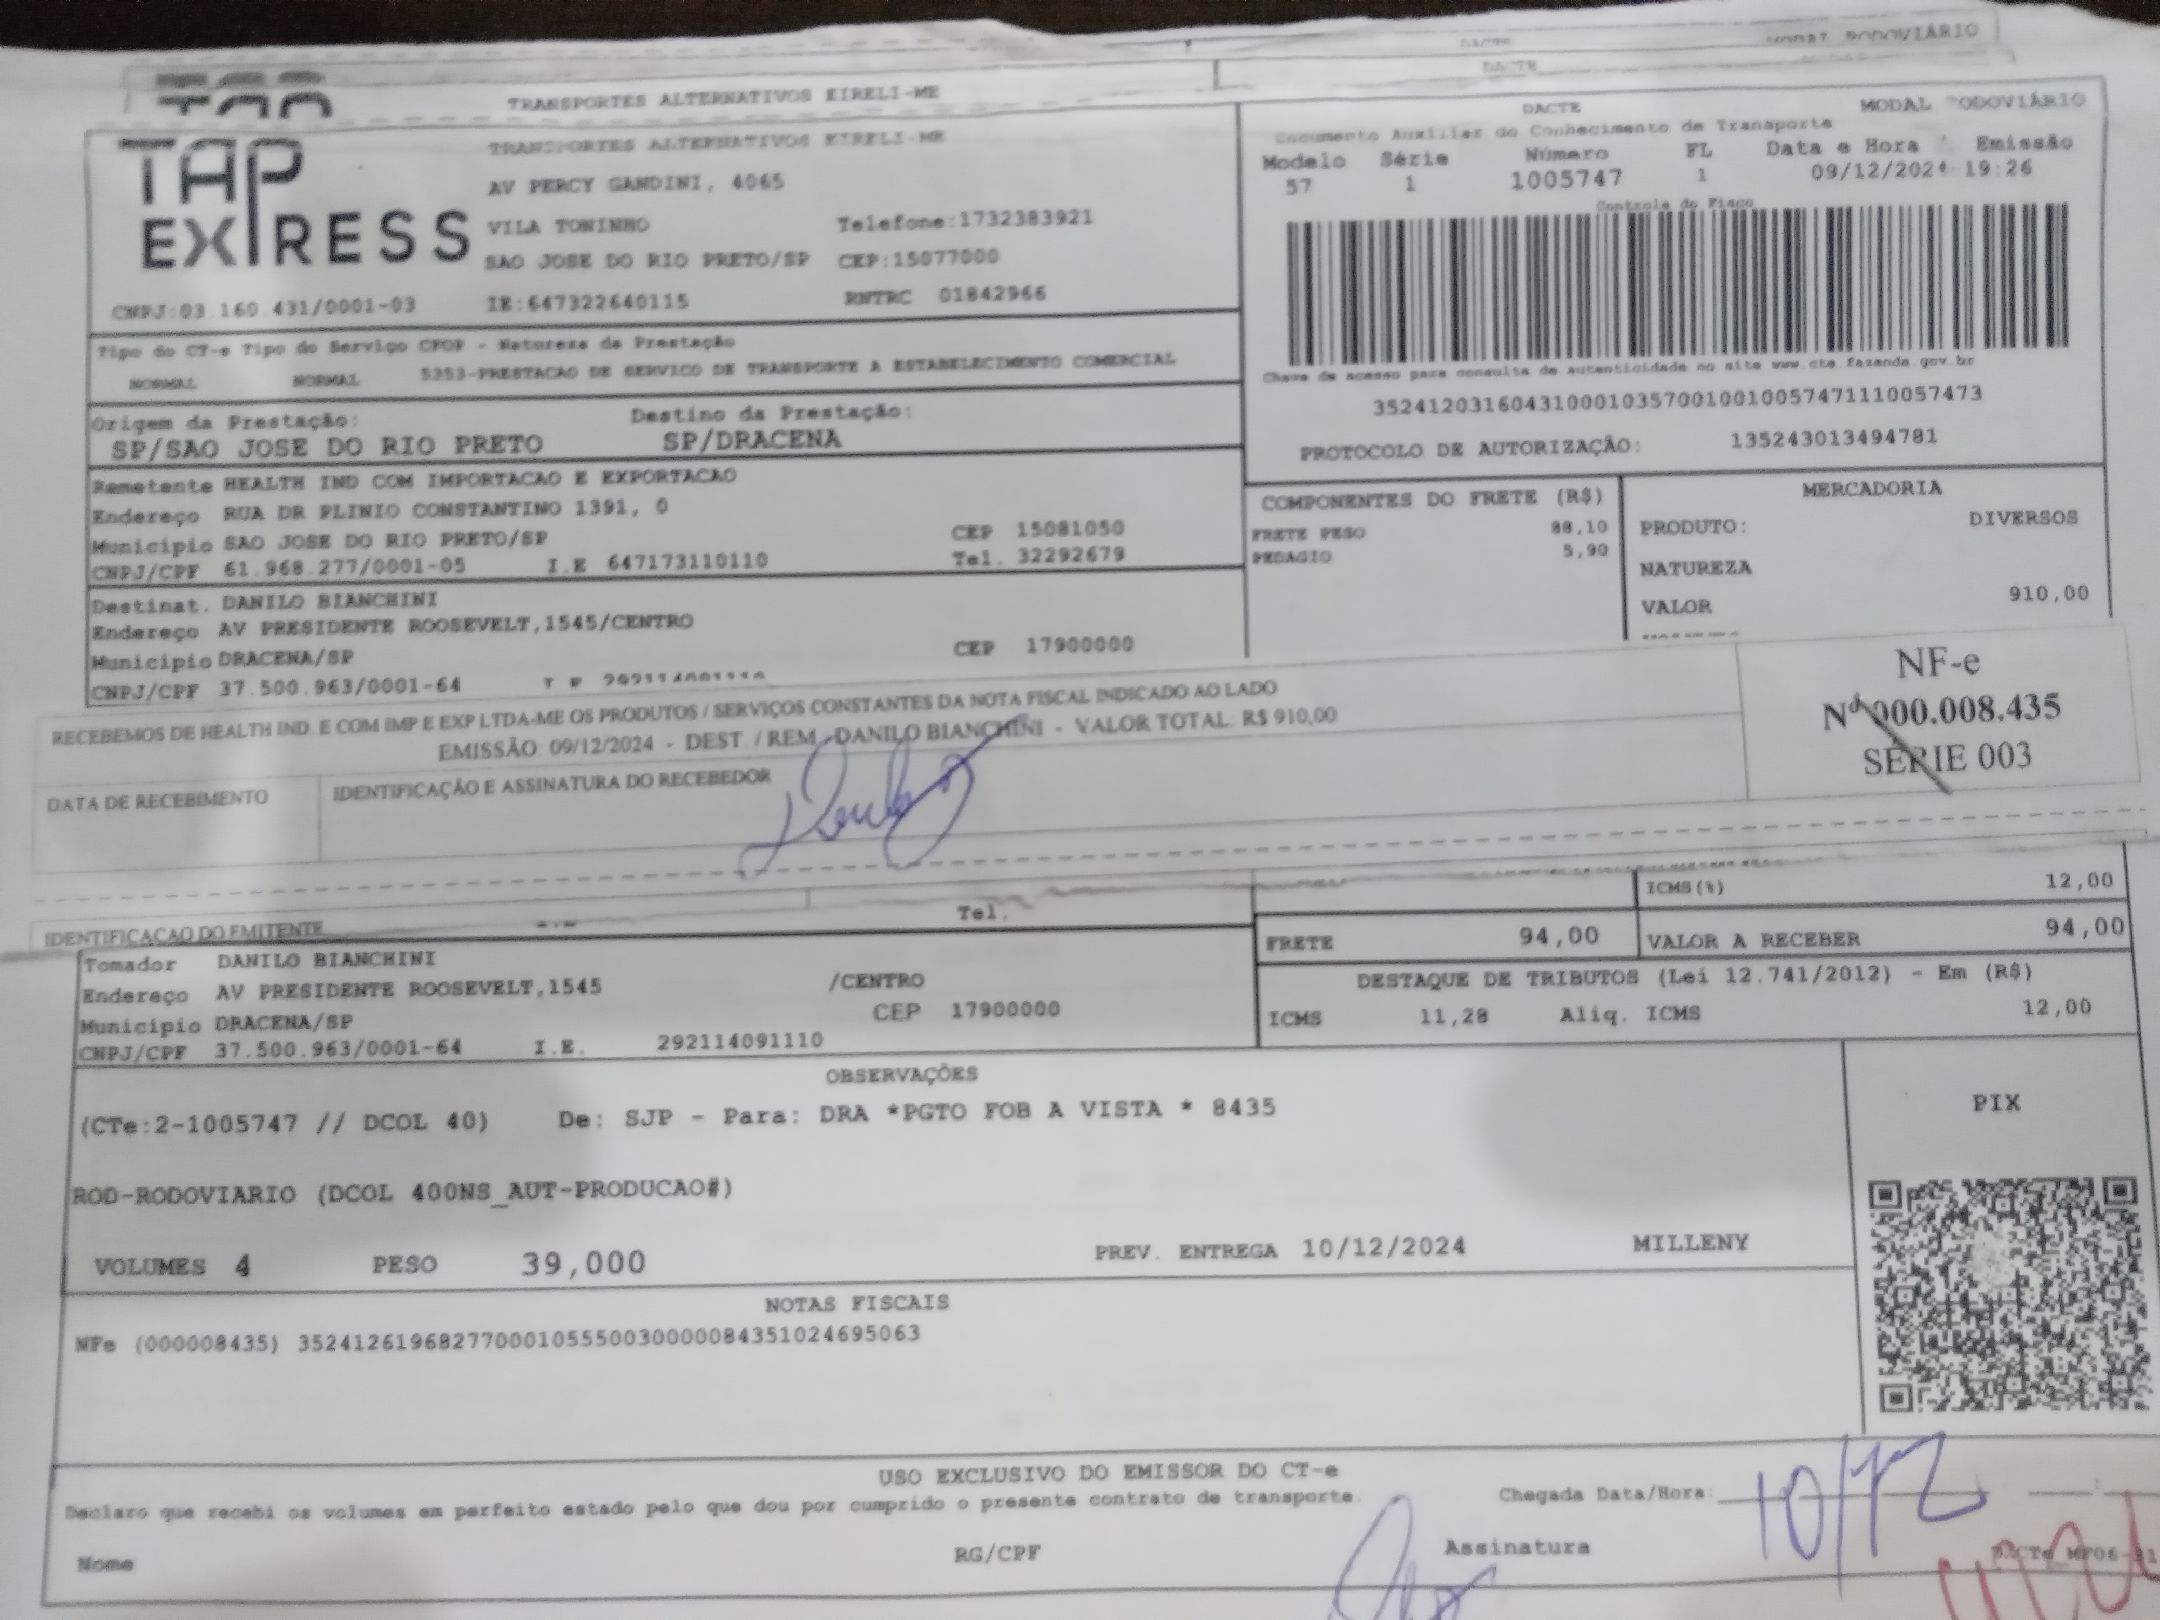 DACTE MODAL RODOVIÁRIO
DACTE
TRANSPORTES ALTERNATIVOS EIRELI-ME
TAP EXPRESS
TRANSPORTES ALTERNATIVOS EIRELI-ME
AV PERCY GANDINI, 4065
VILA TONINHO Telefone:1732383921
SAO JOSE DO RIO PRETO/SP CEP:15077000
CNPJ:03.160.431/0001-03 IE:647322640115 RNTRC 01842966
DACTE MODAL RODOVIÁRIO
Documento Auxiliar do Conhecimento de Transporte
Modelo Série Número FL Data e Hora Emissão
57 1 1005747 1 09/12/2024 19:26
Controle do Fisco
Chave de acesso para consulta de autenticidade no site www.cte.fazenda.gov.br
35241203160431000103570010010057471110057473
PROTOCOLO DE AUTORIZAÇÃO: 135243013494781
Tipo do CT-e Tipo do Serviço CFOP - Natureza da Prestação
NORMAL NORMAL 5353-PRESTACAO DE SERVICO DE TRANSPORTE A ESTABELECIMENTO COMERCIAL
Origem da Prestação: Destino da Prestação:
SP/SAO JOSE DO RIO PRETO SP/DRACENA
Remetente HEALTH IND COM IMPORTACAO E EXPORTACAO
Endereço RUA DR PLINIO CONSTANTINO 1391, 0
Município SAO JOSE DO RIO PRETO/SP CEP 15081050
CNPJ/CPF 61.968.277/0001-05 I.E 647173110110 Tel. 32292679
COMPONENTES DO FRETE (R$)
FRETE PESO 88,10
PEDAGIO 5,90
MERCADORIA
PRODUTO: DIVERSOS
NATUREZA
VALOR 910,00
Destinat. DANILO BIANCHINI
Endereço AV PRESIDENTE ROOSEVELT,1545/CENTRO
Município DRACENA/SP CEP 17900000
CNPJ/CPF 37.500.963/0001-64
RECEBEMOS DE HEALTH IND. E COM IMP E EXP LTDA-ME OS PRODUTOS / SERVIÇOS CONSTANTES DA NOTA FISCAL INDICADO AO LADO
EMISSÃO: 09/12/2024 - DEST. / REM.: DANILO BIANCHINI - VALOR TOTAL: R$ 910,00
DATA DE RECEBIMENTO IDENTIFICAÇÃO E ASSINATURA DO RECEBEDOR
NF-e
Nº 000.008.435
SÉRIE 003
IDENTIFICAÇÃO DO EMITENTE
Tel.
ICMS(%) 12,00
FRETE 94,00 VALOR A RECEBER 94,00
Tomador DANILO BIANCHINI
Endereço AV PRESIDENTE ROOSEVELT,1545 /CENTRO
Município DRACENA/SP CEP 17900000
CNPJ/CPF 37.500.963/0001-64 I.E. 292114091110
DESTAQUE DE TRIBUTOS (Lei 12.741/2012) - Em (R$)
ICMS 11,28 Aliq. ICMS 12,00
OBSERVAÇÕES
(CTe:2-1005747 // DCOL 40) De: SJP - Para: DRA *PGTO FOB A VISTA * 8435
ROD-RODOVIARIO (DCOL 400NS_AUT-PRODUCAO#)
VOLUMES 4 PESO 39,000 PREV. ENTREGA 10/12/2024 MILLENY
PIX
NOTAS FISCAIS
NFe (000008435) 35241261968277000105550030000084351024695063
USO EXCLUSIVO DO EMISSOR DO CT-e
Declaro que recebi os volumes em perfeito estado pelo que dou por cumprido o presente contrato de transporte.
Chegada Data/Hora: 10/12
Nome RG/CPF Assinatura